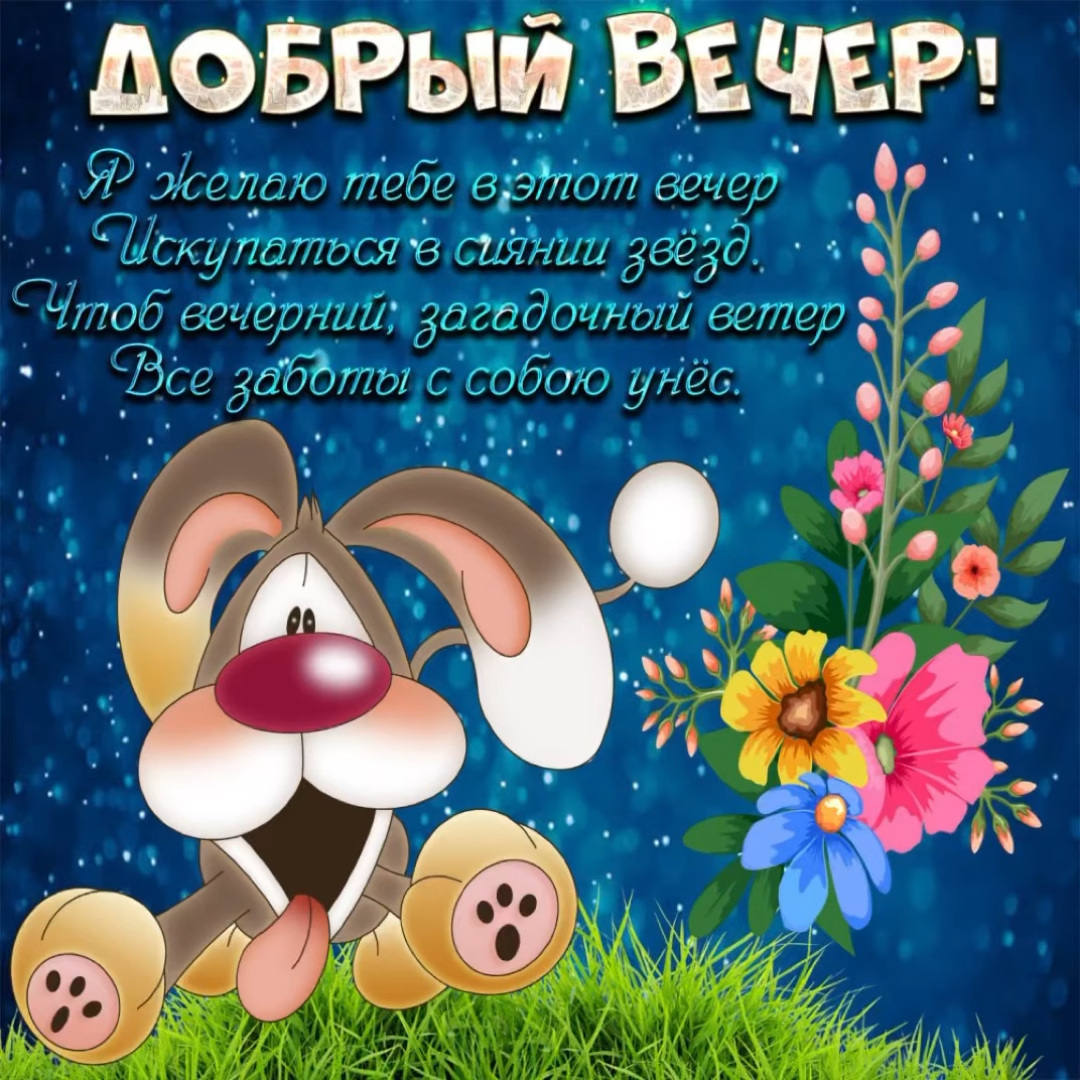 ДОБРЫЙ ВЕЧЕР!
Я желаю тебе в этот вечер
Искупаться в сиянии звёзд.
Чтоб вечерний, загадочный ветер
Все заботы с собою унёс.